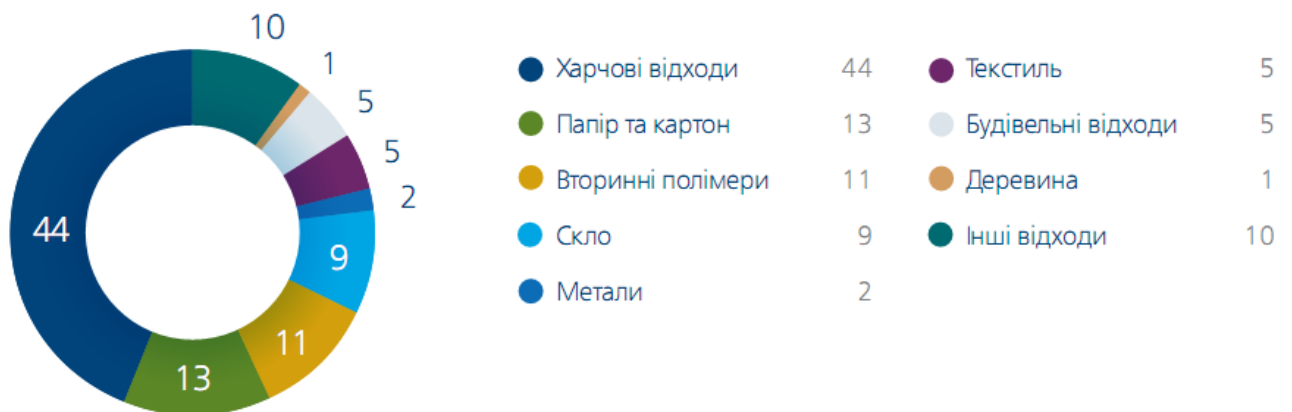 10
1
5
5
2
9
11
13
44
Харчові відходи 44
Папір та картон 13
Вторинні полімери 11
Скло 9
Метали 2
Текстиль 5
Будівельні відходи 5
Деревина 1
Інші відходи 10